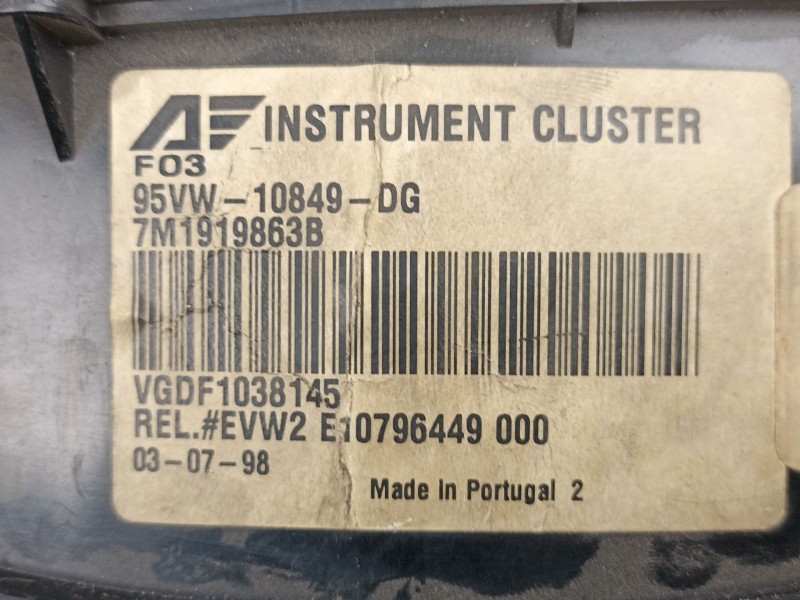 AF INSTRUMENT CLUSTER
F03
95VW-10849-DG
7M1919863B
VGDF1038145
REL.#EVW2 E10796449 000
03-07-98
Made in Portugal 2